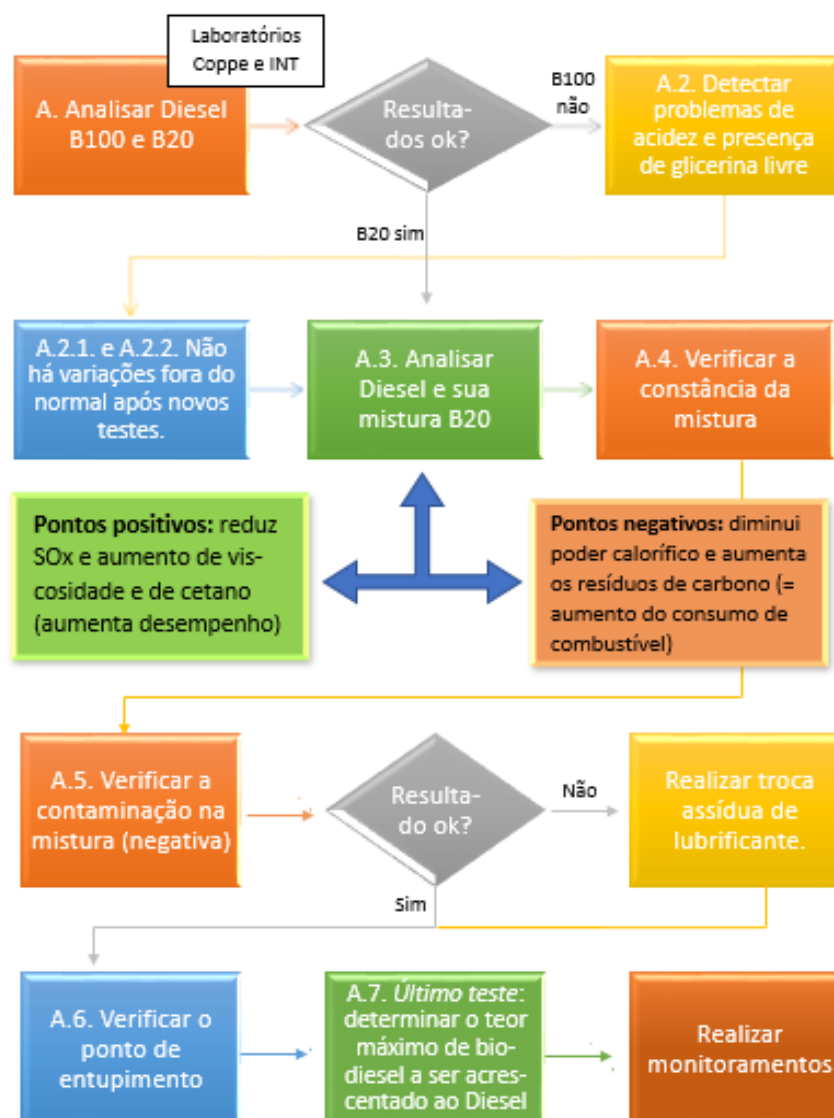 Laboratórios
Coppe e INT
A. Analisar Diesel
B100 e B20
Resulta-
dos ok?
B100
não
A.2. Detectar
problemas de
acidez e presença
de glicerina livre
B20 sim
A.2.1. e A.2.2. Não
há variações fora do
normal após novos
testes.
A.3. Analisar
Diesel e sua
mistura B20
A.4. Verificar a
constância da
mistura
Pontos positivos: reduz
SOx e aumento de vis-
cosidade e de cetano
(aumenta desempenho)
Pontos negativos: diminui
poder calorífico e aumenta
os resíduos de carbono (=
aumento do consumo de
combustível)
A.5. Verificar a
contaminação na
mistura (negativa)
Resulta-
do ok?
Não
Realizar troca
assídua de
lubrificante.
Sim
A.6. Verificar o
ponto de
entupimento
A.7. Último teste:
determinar o teor
máximo de bio-
diesel a ser acres-
centado ao Diesel
Realizar
monitoramentos